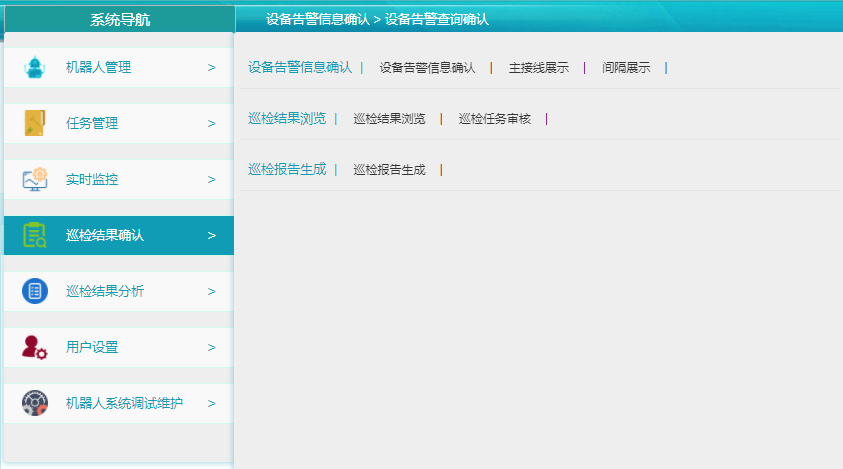 系统导航
设备告警信息确认 > 设备告警查询确认
机器人管理 >
任务管理 >
实时监控 >
巡检结果确认 >
巡检结果分析 >
用户设置 >
机器人系统调试维护 >
设备告警信息确认 | 设备告警信息确认 | 主接线展示 | 间隔展示 |
巡检结果浏览 | 巡检结果浏览 | 巡检任务审核 |
巡检报告生成 | 巡检报告生成 |